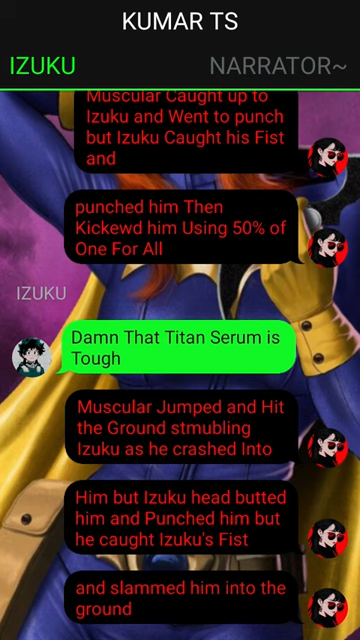 KUMAR TS
IZUKU NARRATOR~
Muscular Caught up to
Izuku and Went to punch
but Izuku Caught his Fist
and
punched him Then
Kickewd him Using 50% of
One For All
IZUKU
Damn That Titan Serum is
Tough
Muscular Jumped and Hit
the Ground stmubling
Izuku as he crashed Into
Him but Izuku head butted
him and Punched him but
he caught Izuku's Fist
and slammed him into the
ground